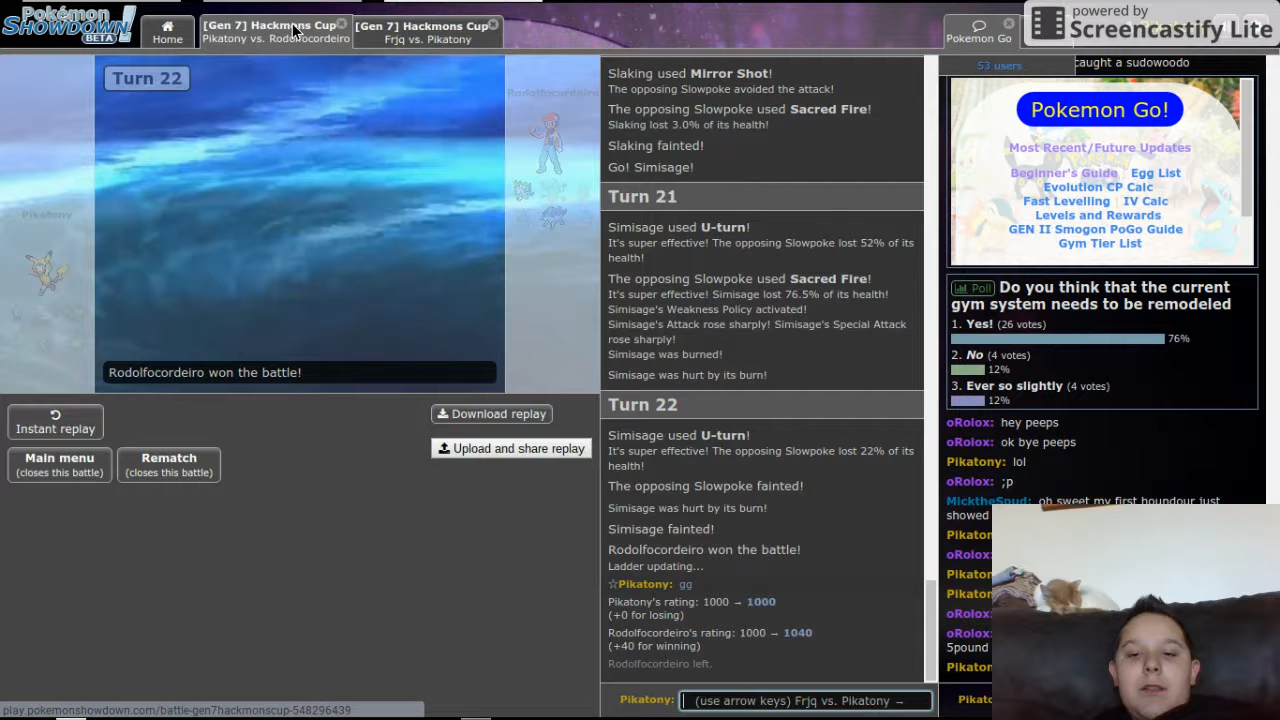 Pokémon
SHOWDOWN!
BETA
Home
[Gen 7] Hackmons Cup
Pikatony vs. Rodolfocordeiro
[Gen 7] Hackmons Cup
Frjq vs. Pikatony
Pokemon Go
powered by
Screencastify Lite
Turn 22
Rodolfocordeiro
Pikatony
Rodolfocordeiro won the battle!
Instant replay
Download replay
Upload and share replay
Main menu
(closes this battle)
Rematch
(closes this battle)
play.pokemonshowdown.com/battle-gen7hackmonscup-548296439
Slaking used Mirror Shot!
The opposing Slowpoke avoided the attack!
The opposing Slowpoke used Sacred Fire!
Slaking lost 3.0% of its health!
Slaking fainted!
Go! Simisage!
Turn 21
Simisage used U-turn!
It's super effective! The opposing Slowpoke lost 52% of its
health!
The opposing Slowpoke used Sacred Fire!
It's super effective! Simisage lost 76.5% of its health!
Simisage's Weakness Policy activated!
Simisage's Attack rose sharply! Simisage's Special Attack
rose sharply!
Simisage was burned!
Simisage was hurt by its burn!
Turn 22
Simisage used U-turn!
It's super effective! The opposing Slowpoke lost 22% of its
health!
The opposing Slowpoke fainted!
Simisage was hurt by its burn!
Simisage fainted!
Rodolfocordeiro won the battle!
Ladder updating...
☆Pikatony: gg
Pikatony's rating: 1000 → 1000
(+0 for losing)
Rodolfocordeiro's rating: 1000 → 1040
(+40 for winning)
Rodolfocordeiro left.
Pikatony: (use arrow keys) Frjq vs. Pikatony →
53 users
caught a sudowoodo
Pokemon Go!
Most Recent/Future Updates
Beginner's Guide Egg List
Evolution CP Calc
Fast Levelling IV Calc
Levels and Rewards
GEN II Smogon PoGo Guide
Gym Tier List
Poll Do you think that the current
gym system needs to be remodeled
1. Yes! (26 votes)
76%
2. No (4 votes)
12%
3. Ever so slightly (4 votes)
12%
oRolox: hey peeps
oRolox: ok bye peeps
Pikatony: lol
oRolox: ;p
MicktheSpud: oh sweet my first houndour just
showed
Pikaton
oRolox
Pikaton
Pikaton
oRolox
oRolox
5pound
Pikaton
Pikato